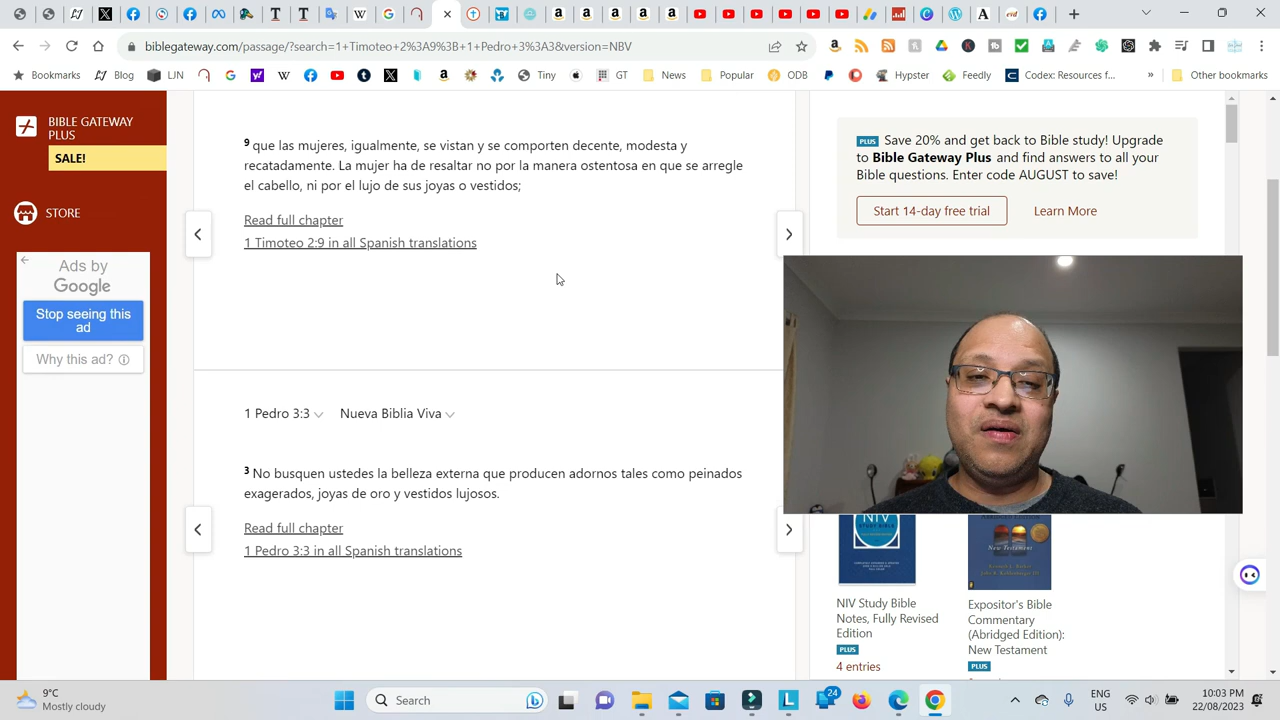 biblegateway.com/passage/?search=1+Timoteo+2%3A9%3B+1+Pedro+3%3A3&version=NBV
Bookmarks
Blog
LIN
Tiny
GT
News
Popular
ODB
Hypster
Feedly
Codex: Resources f...
»
Other bookmarks
BIBLE GATEWAY
PLUS
SALE!
STORE
Ads by
Google
Stop seeing this
ad
Why this ad?
9 que las mujeres, igualmente, se vistan y se comporten decente, modesta y
recatadamente. La mujer ha de resaltar no por la manera ostentosa en que se arregle
el cabello, ni por el lujo de sus joyas o vestidos;
Read full chapter
1 Timoteo 2:9 in all Spanish translations
1 Pedro 3:3
Nueva Biblia Viva
3 No busquen ustedes la belleza externa que producen adornos tales como peinados
exagerados, joyas de oro y vestidos lujosos.
Read full chapter
1 Pedro 3:3 in all Spanish translations
PLUS Save 20% and get back to Bible study! Upgrade
to Bible Gateway Plus and find answers to all your
Bible questions. Enter code AUGUST to save!
Start 14-day free trial
Learn More
NIV
STUDY BIBLE
New Testament
NIV Study Bible
Notes, Fully Revised
Edition
PLUS
4 entries
Expositor's Bible
Commentary
(Abridged Edition):
New Testament
PLUS
9°C
Mostly cloudy
Search
24
ENG
US
10:03 PM
22/08/2023